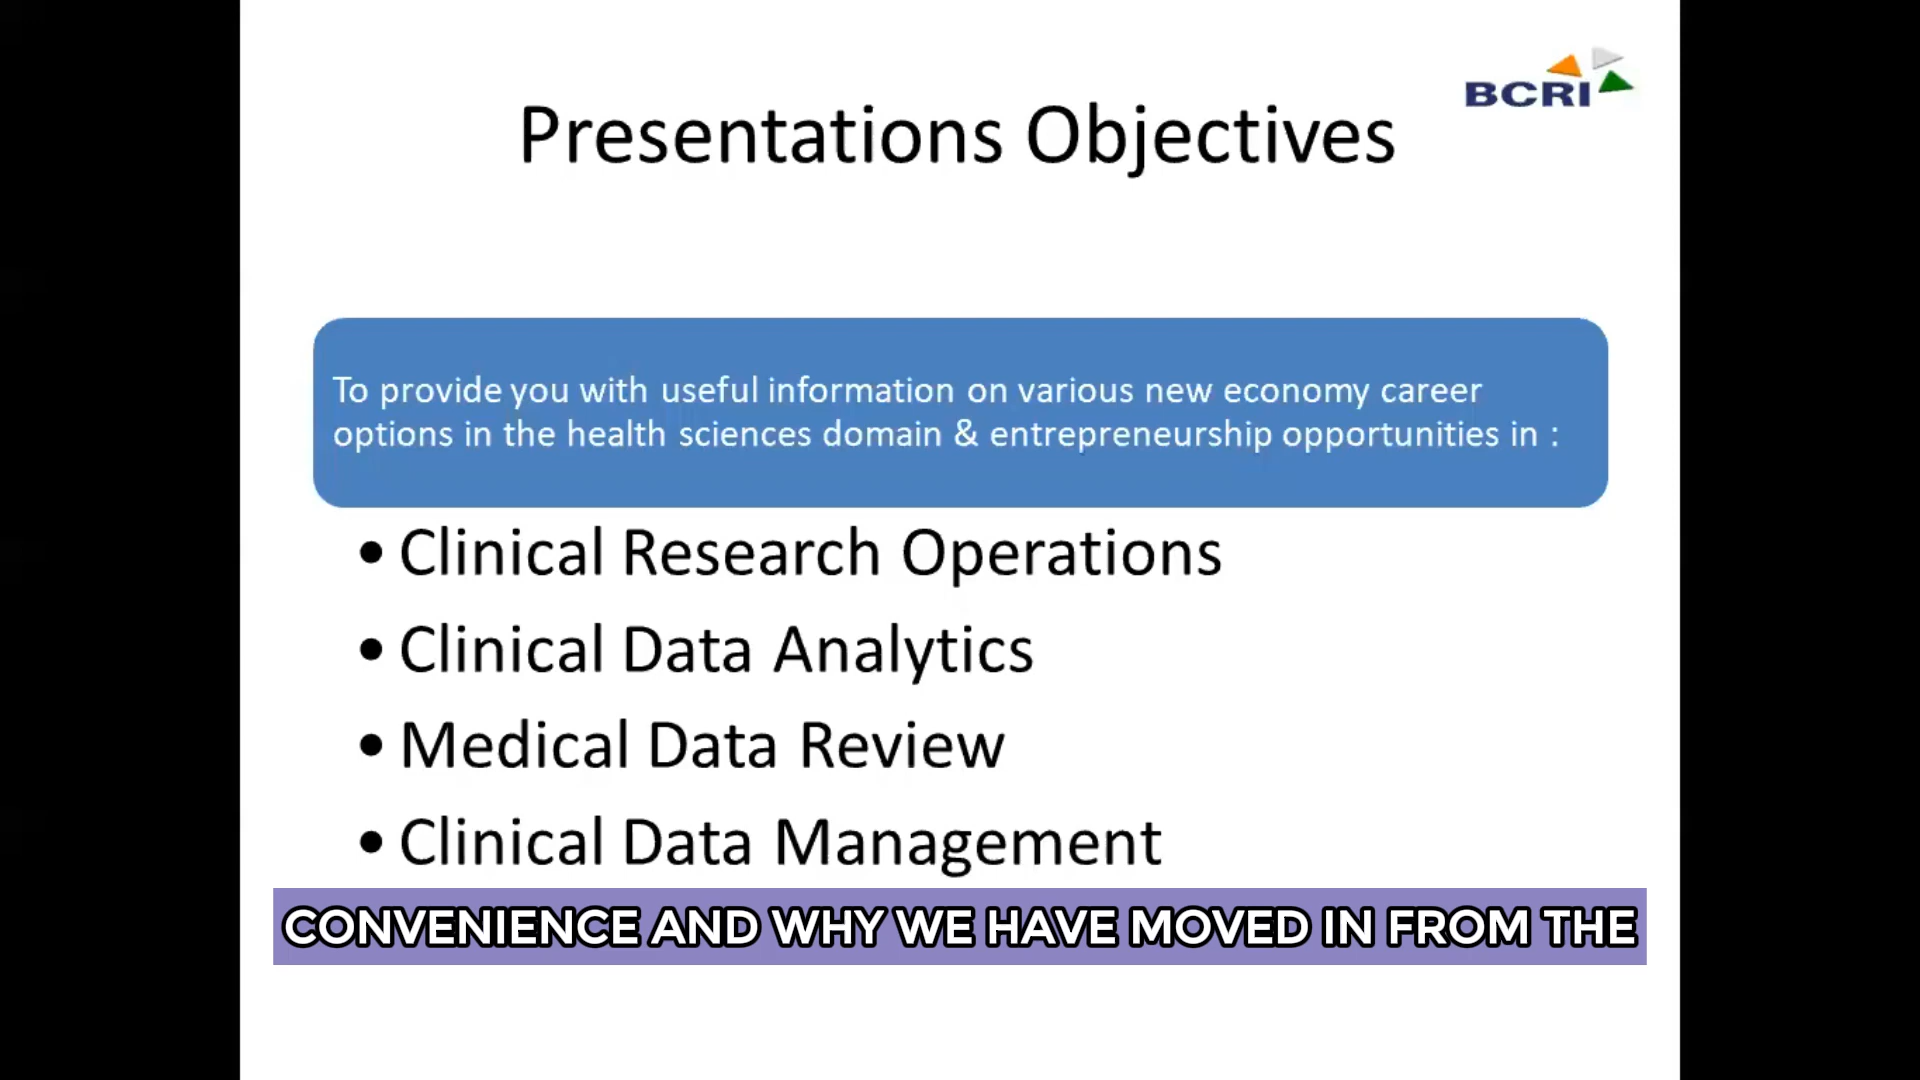 BCRI
Presentations Objectives
To provide you with useful information on various new economy career
options in the health sciences domain & entrepreneurship opportunities in :
• Clinical Research Operations
• Clinical Data Analytics
• Medical Data Review
• Clinical Data Management
CONVENIENCE AND WHY WE HAVE MOVED IN FROM THE